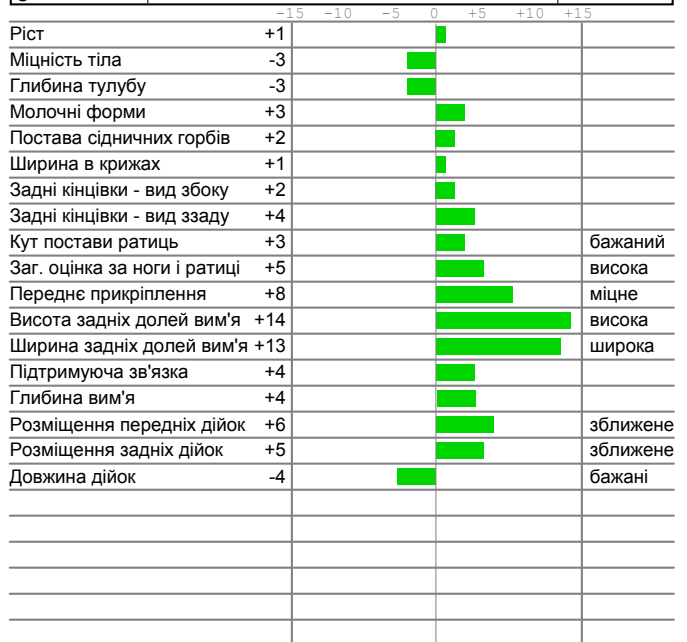 -15 -10 -5 0 +5 +10 +15
Ріст +1
Міцність тіла -3
Глибина тулубу -3
Молочні форми +3
Постава сідничних горбів +2
Ширина в крижах +1
Задні кінцівки - вид збоку +2
Задні кінцівки - вид ззаду +4
Кут постави ратиць +3 бажаний
Заг. оцінка за ноги і ратиці +5 висока
Переднє прикріплення +8 міцне
Висота задніх долей вим'я +14 висока
Ширина задніх долей вим'я +13 широка
Підтримуюча зв'язка +4
Глибина вим'я +4
Розміщення передніх дійок +6 зближене
Розміщення задніх дійок +5 зближене
Довжина дійок -4 бажані